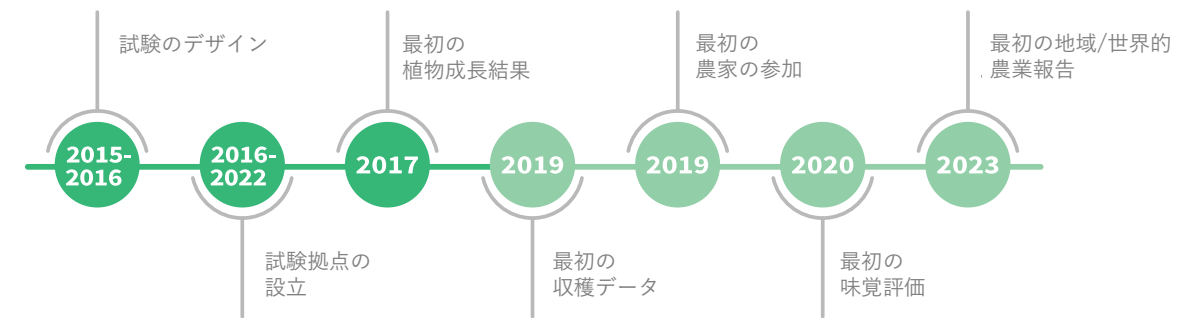 試験のデザイン
最初の
植物成長結果
最初の
農家の参加
最初の地域/世界的
農業報告
2015-
2016
2016-
2022
2017
2019
2019
2020
2023
試験拠点の
設立
最初の
収穫データ
最初の
味覚評価